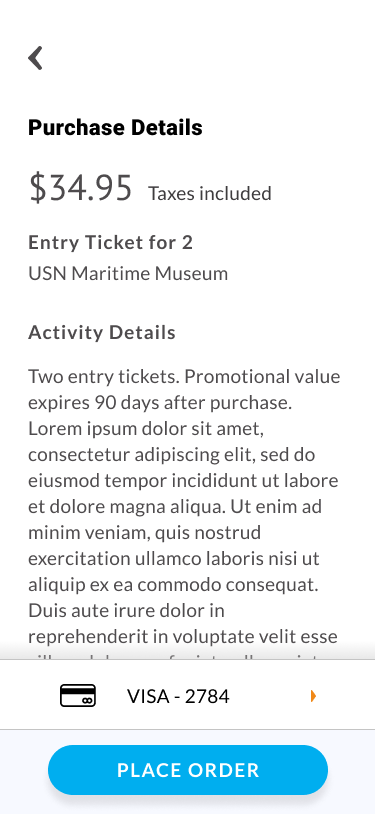 Purchase Details
$34.95 Taxes included
Entry Ticket for 2
USN Maritime Museum
Activity Details
Two entry tickets. Promotional value
expires 90 days after purchase.
Lorem ipsum dolor sit amet,
consectetur adipiscing elit, sed do
eiusmod tempor incididunt ut labore
et dolore magna aliqua. Ut enim ad
minim veniam, quis nostrud
exercitation ullamco laboris nisi ut
aliquip ex ea commodo consequat.
Duis aute irure dolor in
reprehenderit in voluptate velit esse
VISA - 2784
PLACE ORDER